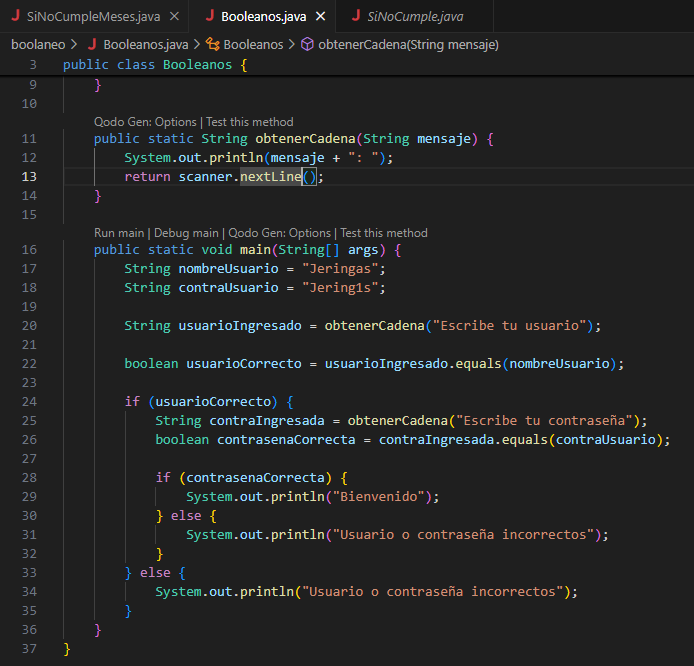 SiNoCumpleMeses.java Booleanos.java SiNoCumple.java
boolaneo > Booleanos.java > Booleanos > obtenerCadena(String mensaje)
3 public class Booleanos {
9 }
10
Qodo Gen: Options | Test this method
11 public static String obtenerCadena(String mensaje) {
12 System.out.println(mensaje + ": ");
13 return scanner.nextLine();
14 }
15
Run main | Debug main | Qodo Gen: Options | Test this method
16 public static void main(String[] args) {
17 String nombreUsuario = "Jeringas";
18 String contraUsuario = "Jering1s";
19
20 String usuarioIngresado = obtenerCadena("Escribe tu usuario");
21
22 boolean usuarioCorrecto = usuarioIngresado.equals(nombreUsuario);
23
24 if (usuarioCorrecto) {
25 String contraIngresada = obtenerCadena("Escribe tu contraseña");
26 boolean contrasenaCorrecta = contraIngresada.equals(contraUsuario);
27
28 if (contrasenaCorrecta) {
29 System.out.println("Bienvenido");
30 } else {
31 System.out.println("Usuario o contraseña incorrectos");
32 }
33 } else {
34 System.out.println("Usuario o contraseña incorrectos");
35 }
36 }
37 }